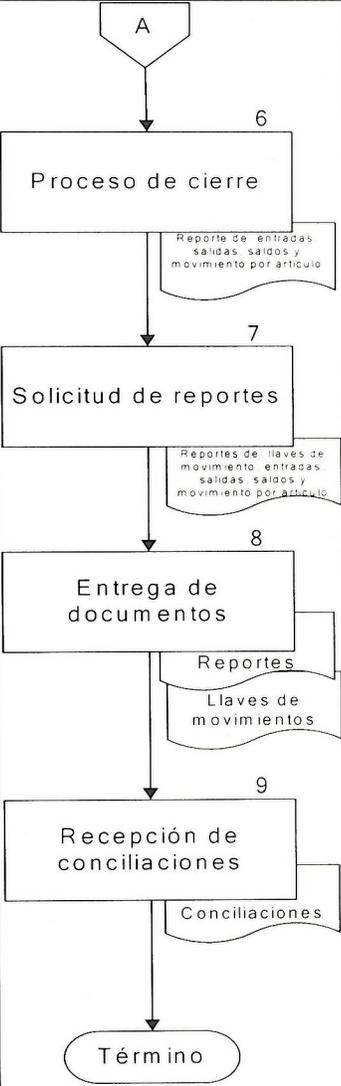 A
6
Proceso de cierre
Reporte de entradas,
salidas, saldos y
movimiento por artículo
7
Solicitud de reportes
Reportes de llaves de
movimiento, entradas,
salidas, saldos y
movimiento por artículo
8
Entrega de
documentos
Reportes
Llaves de
movimientos
9
Recepción de
conciliaciones
Conciliaciones
Término